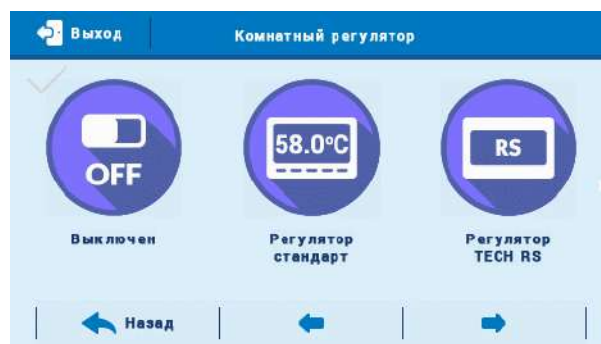 Выход
Комнатный регулятор
OFF
58.0°C
RS
Выключен
Регулятор
стандарт
Регулятор
TECH RS
Назад